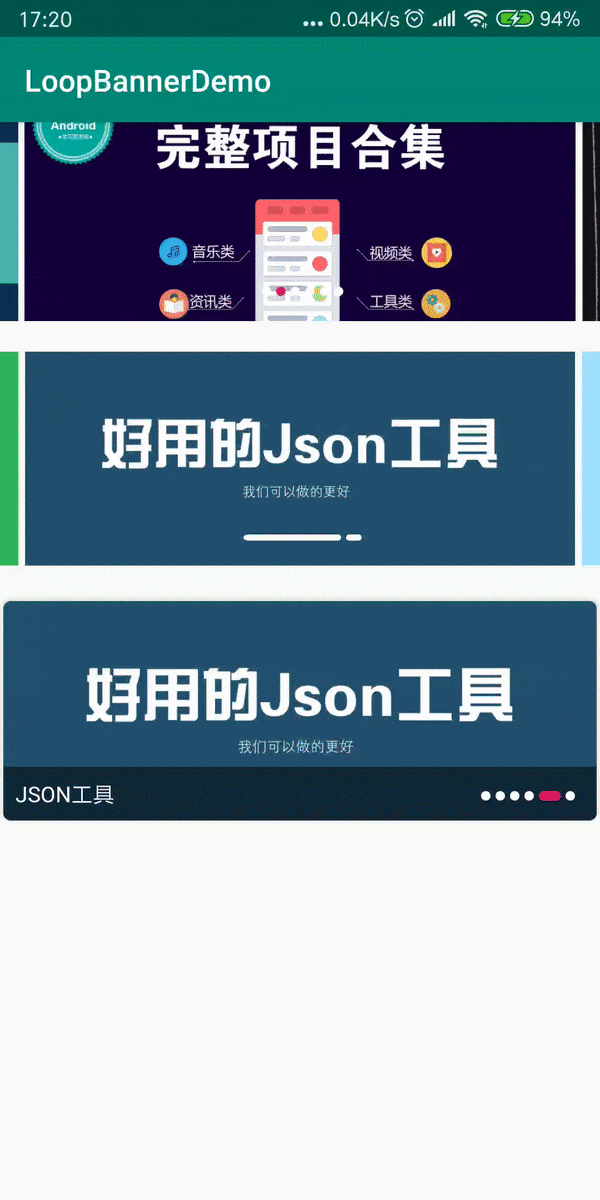 17:20 ... 0.04K/s 94%
LoopBannerDemo
Android
完整项目合集
音乐类 视频类
资讯类 工具类
好用的Json工具
我们可以做的更好
好用的Json工具
我们可以做的更好
JSON工具